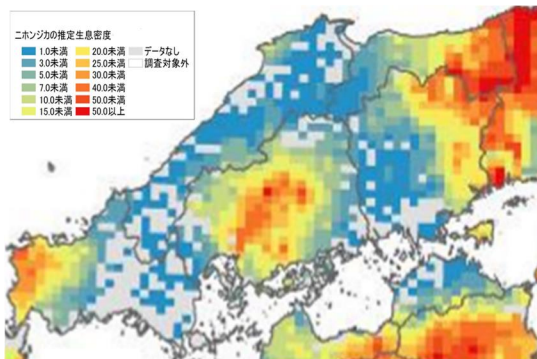 ニホンジカの推定生息密度
1.0未満 20.0未満 データなし
3.0未満 25.0未満 調査対象外
5.0未満 30.0未満
7.0未満 40.0未満
10.0未満 50.0未満
15.0未満 50.0以上